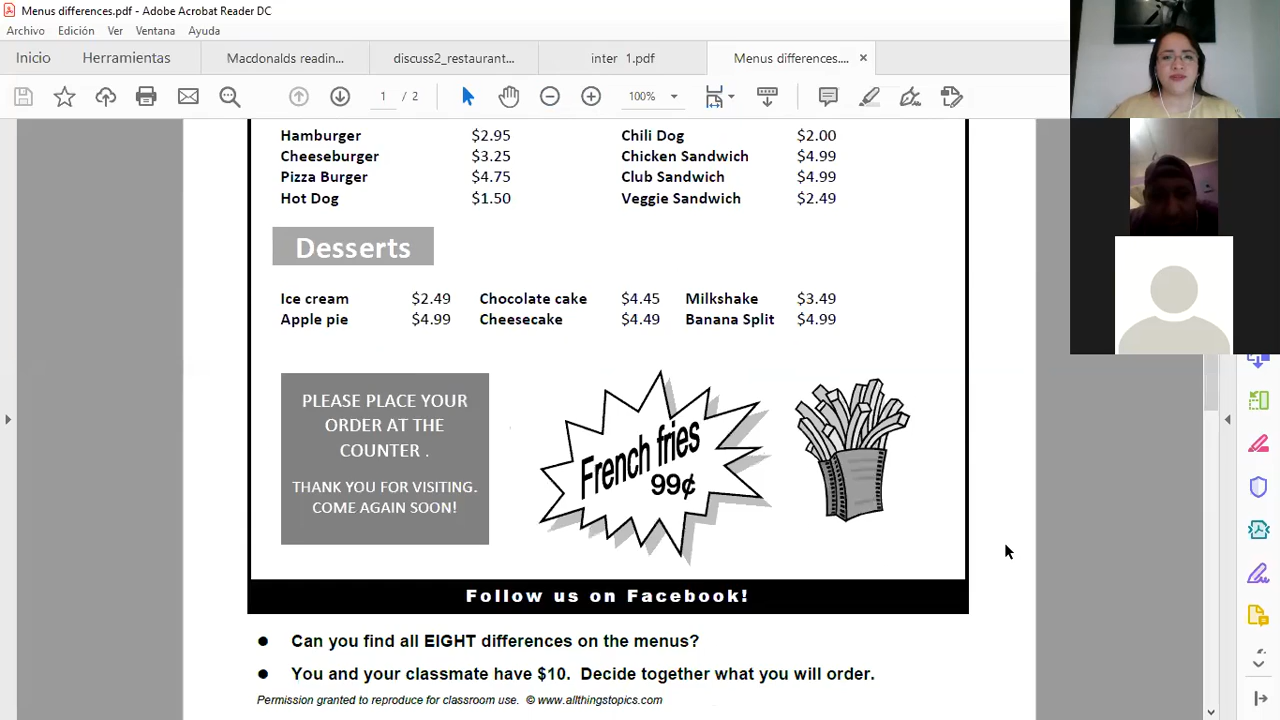 Menus differences.pdf - Adobe Acrobat Reader DC
Archivo Edición Ver Ventana Ayuda
Inicio Herramientas Macdonalds readin... discuss2_restaurant... inter 1.pdf Menus differences.... ×
1 / 2 100%
Hamburger $2.95 Chili Dog $2.00
Cheeseburger $3.25 Chicken Sandwich $4.99
Pizza Burger $4.75 Club Sandwich $4.99
Hot Dog $1.50 Veggie Sandwich $2.49
Desserts
Ice cream $2.49 Chocolate cake $4.45 Milkshake $3.49
Apple pie $4.99 Cheesecake $4.49 Banana Split $4.99
PLEASE PLACE YOUR
ORDER AT THE
COUNTER .
THANK YOU FOR VISITING.
COME AGAIN SOON!
French fries
99¢
Follow us on Facebook!
● Can you find all EIGHT differences on the menus?
● You and your classmate have $10. Decide together what you will order.
Permission granted to reproduce for classroom use. © www.allthingstopics.com